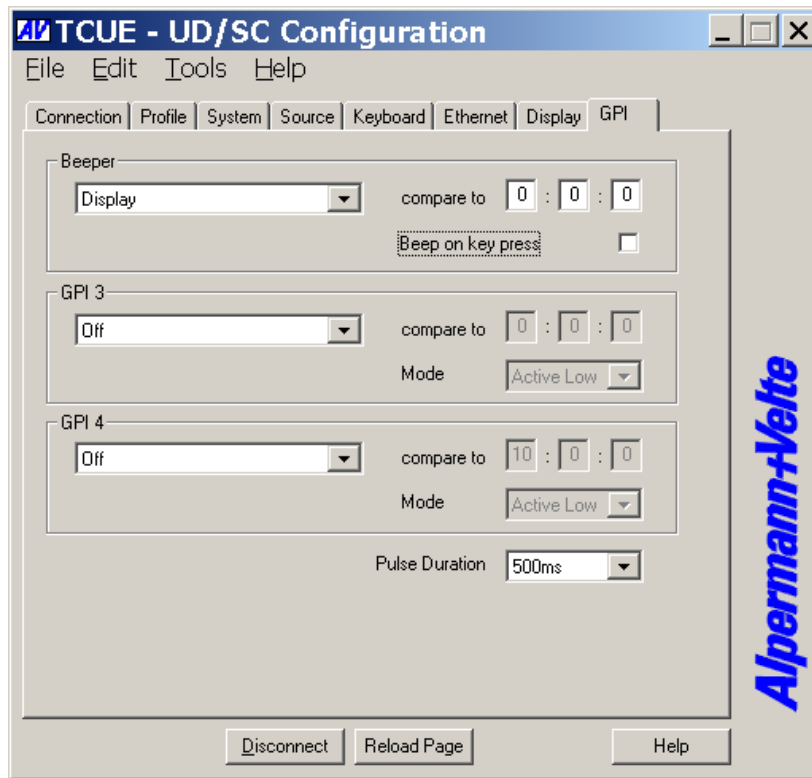 AV TCUE - UD/SC Configuration
File Edit Tools Help
Connection Profile System Source Keyboard Ethernet Display GPI
Beeper
Display compare to 0 : 0 : 0
Beep on key press
GPI 3
Off compare to 0 : 0 : 0
Mode Active Low
GPI 4
Off compare to 10 : 0 : 0
Mode Active Low
Pulse Duration 500ms
Disconnect Reload Page Help
Alpermann+Velte